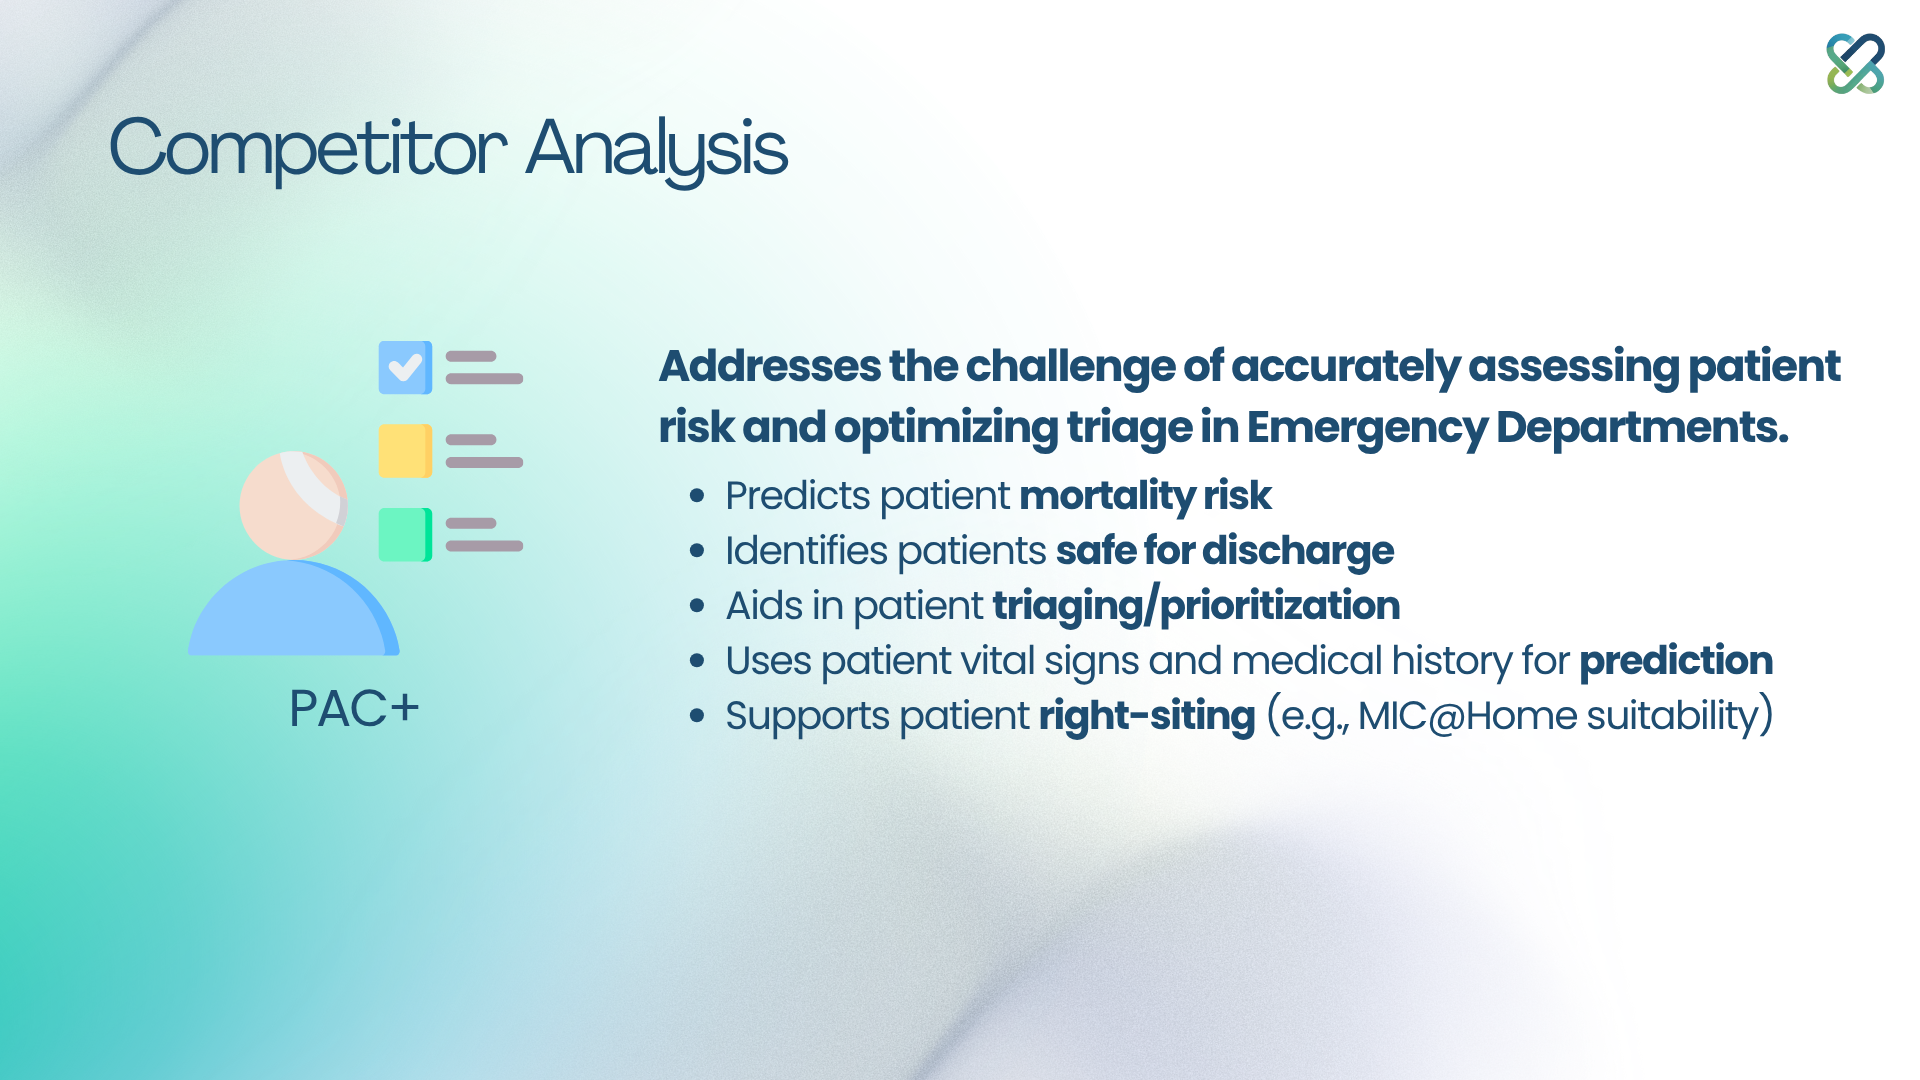 Competitor Analysis
Addresses the challenge of accurately assessing patient
risk and optimizing triage in Emergency Departments.
• Predicts patient mortality risk
• Identifies patients safe for discharge
• Aids in patient triaging/prioritization
• Uses patient vital signs and medical history for prediction
• Supports patient right-siting (e.g., MIC@Home suitability)
PAC+